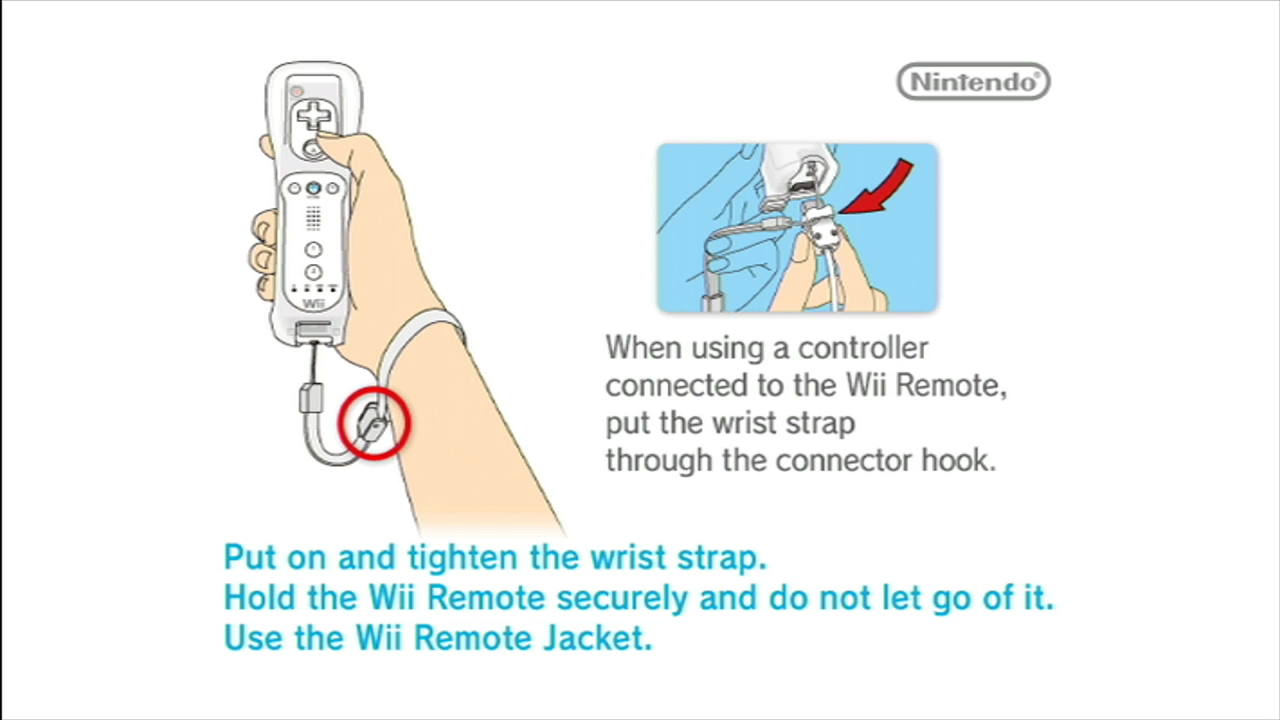 Nintendo®
Wii
When using a controller
connected to the Wii Remote,
put the wrist strap
through the connector hook.
Put on and tighten the wrist strap.
Hold the Wii Remote securely and do not let go of it.
Use the Wii Remote Jacket.